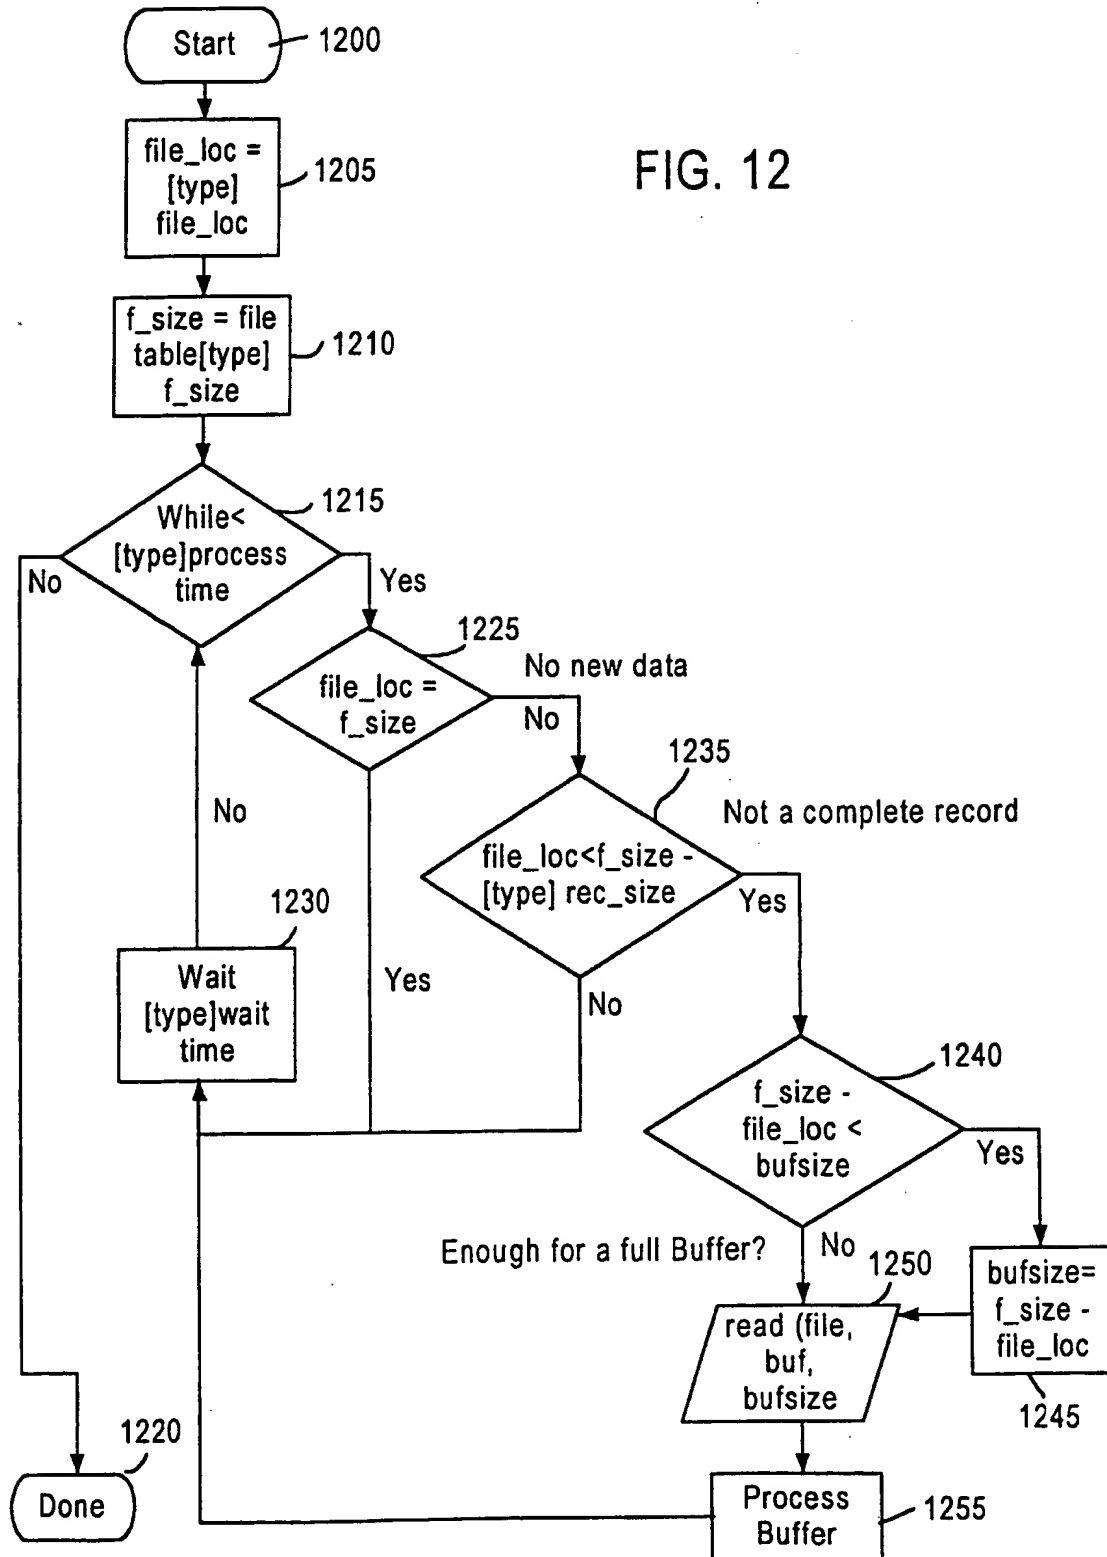 Start
1200
file_loc =
[type]
file_loc
1205
FIG. 12
f_size = file
table[type]
f_size
1210
While<
[type]process
time
1215
No
Yes
1225
file_loc =
f_size
No new data
No
1235
file_loc<f_size -
[type] rec_size
Not a complete record
Yes
No
1230
Wait
[type]wait
time
Yes
No
1240
f_size -
file_loc <
bufsize
Yes
Enough for a full Buffer?
No
1250
read (file,
buf,
bufsize
bufsize=
f_size -
file_loc
1245
1220
Done
Process
Buffer
1255